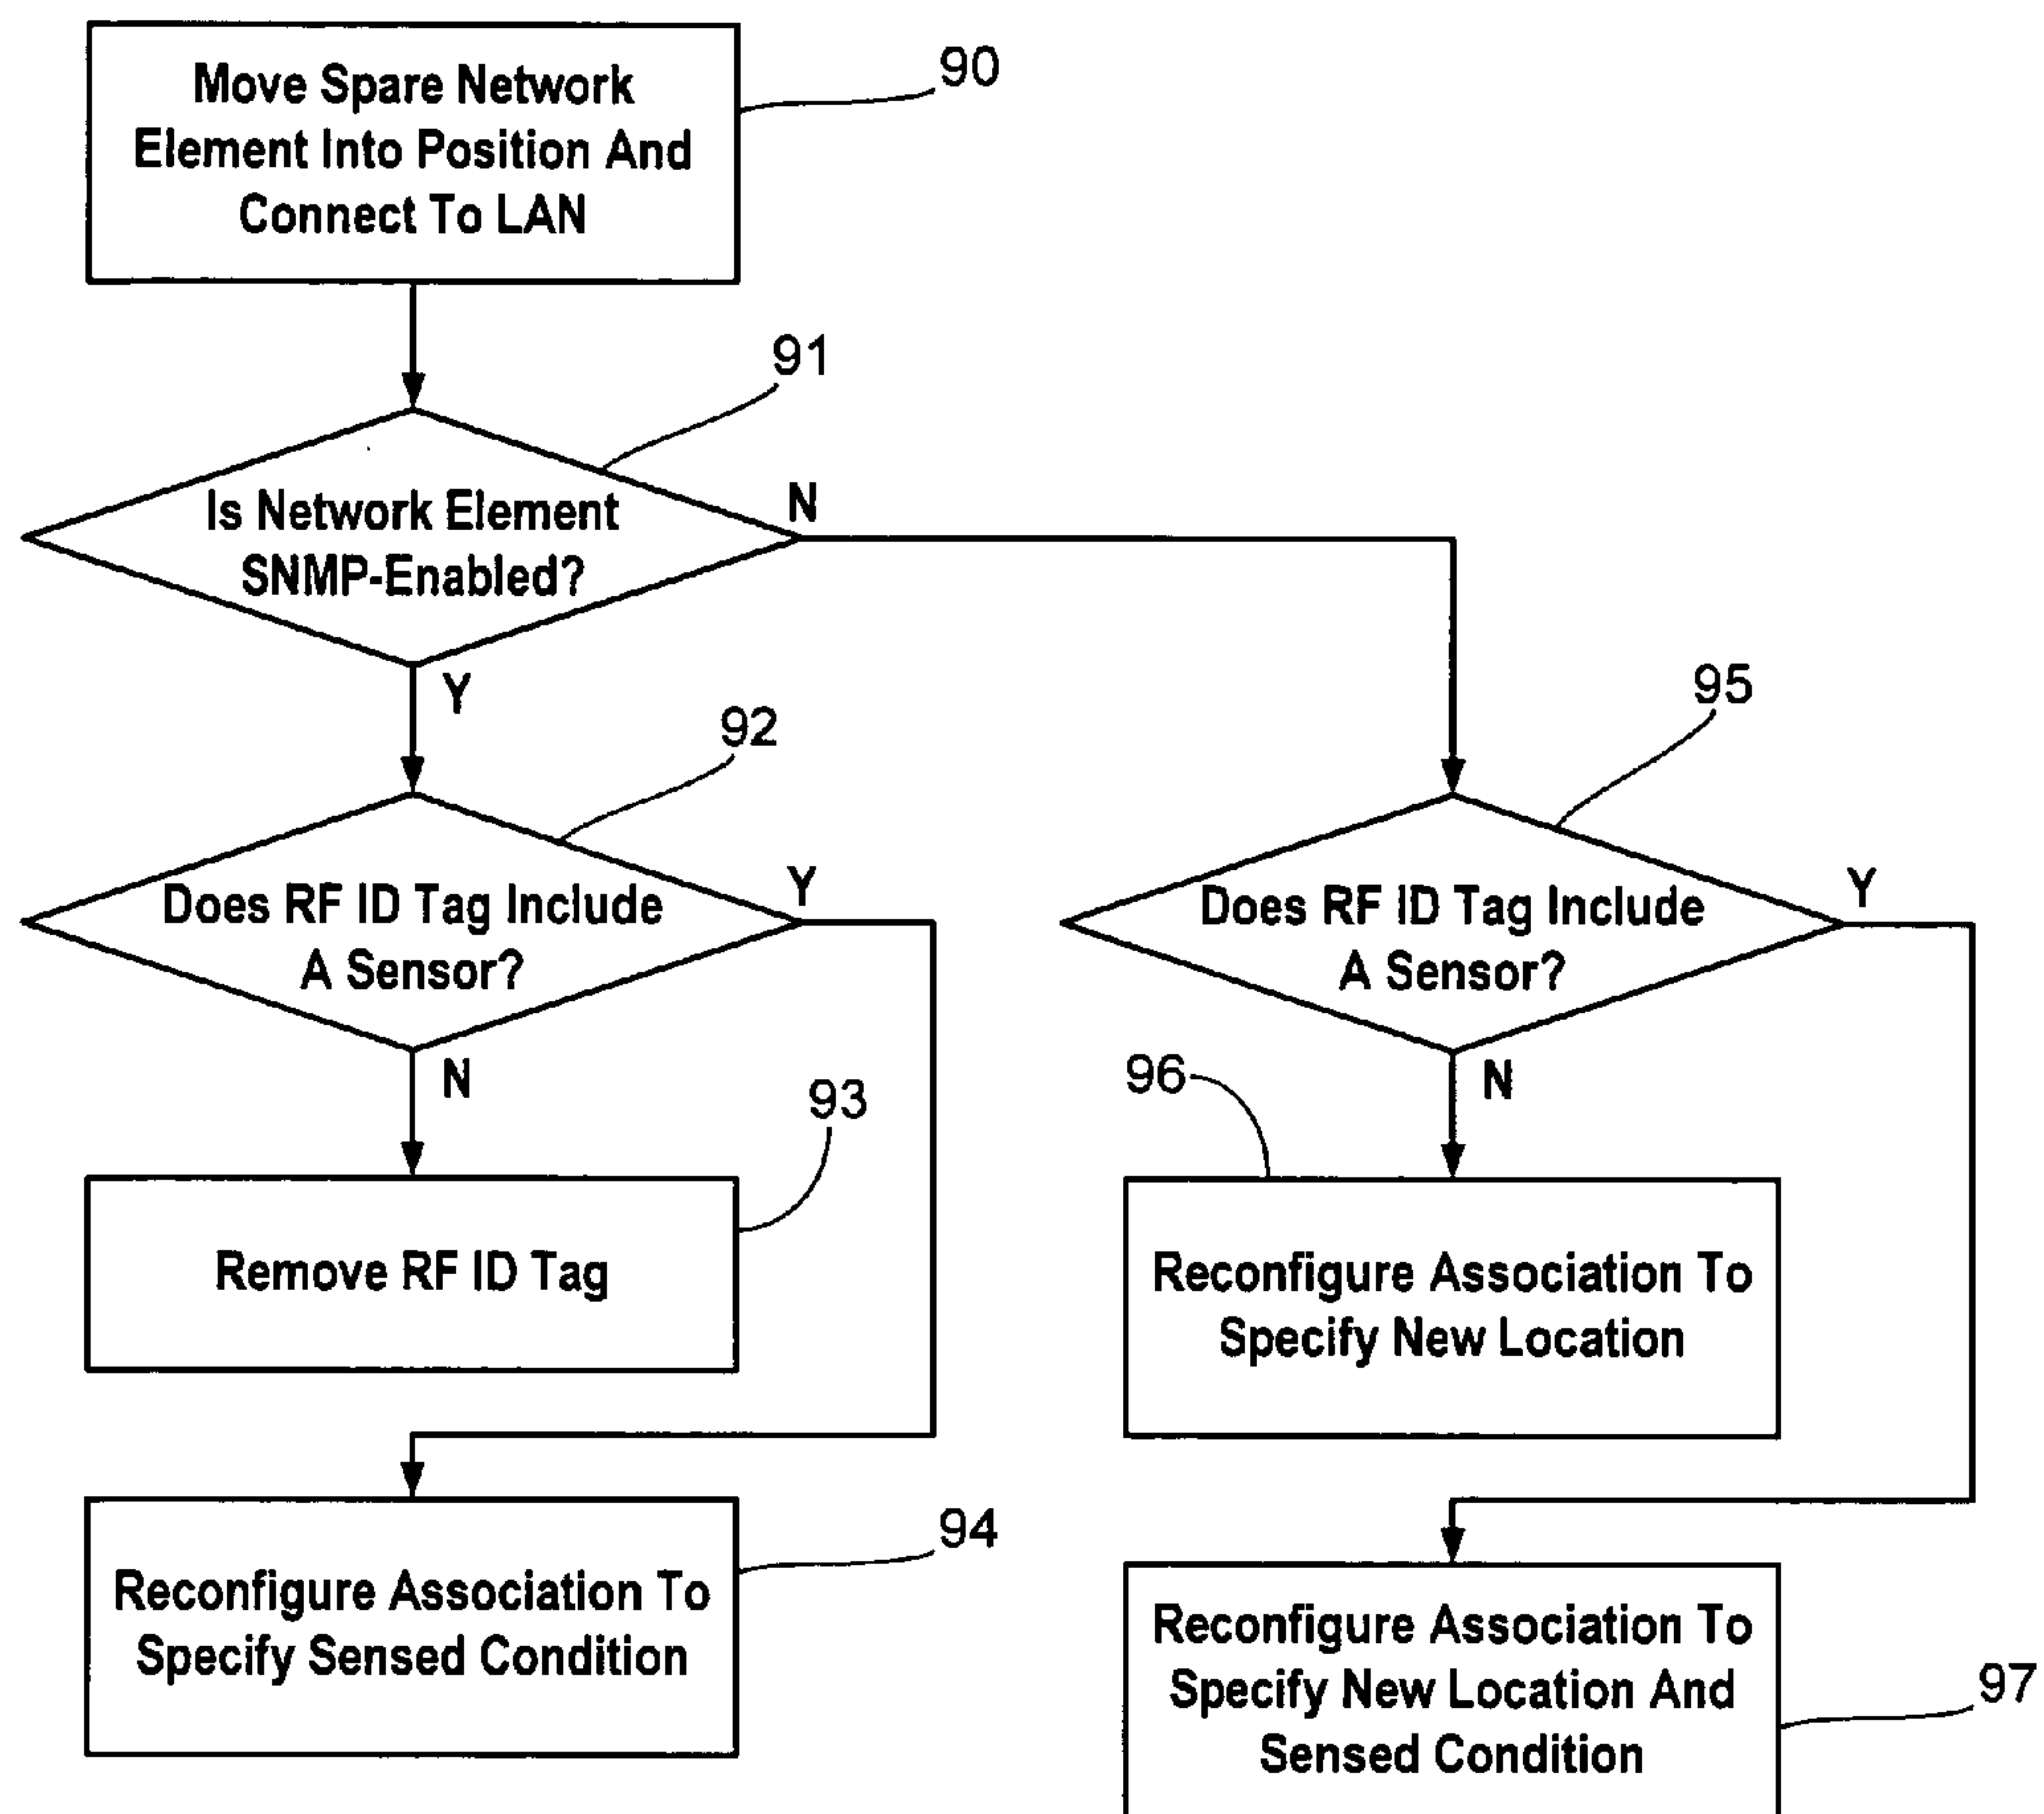 Move Spare Network
Element Into Position And
Connect To LAN
90
91
Is Network Element
SNMP-Enabled?
N
Y
92
95
Does RF ID Tag Include
A Sensor?
Y
N
Does RF ID Tag Include
A Sensor?
Y
N
93
96
Remove RF ID Tag
Reconfigure Association To
Specify New Location
94
Reconfigure Association To
Specify Sensed Condition
Reconfigure Association To
Specify New Location And
Sensed Condition
97